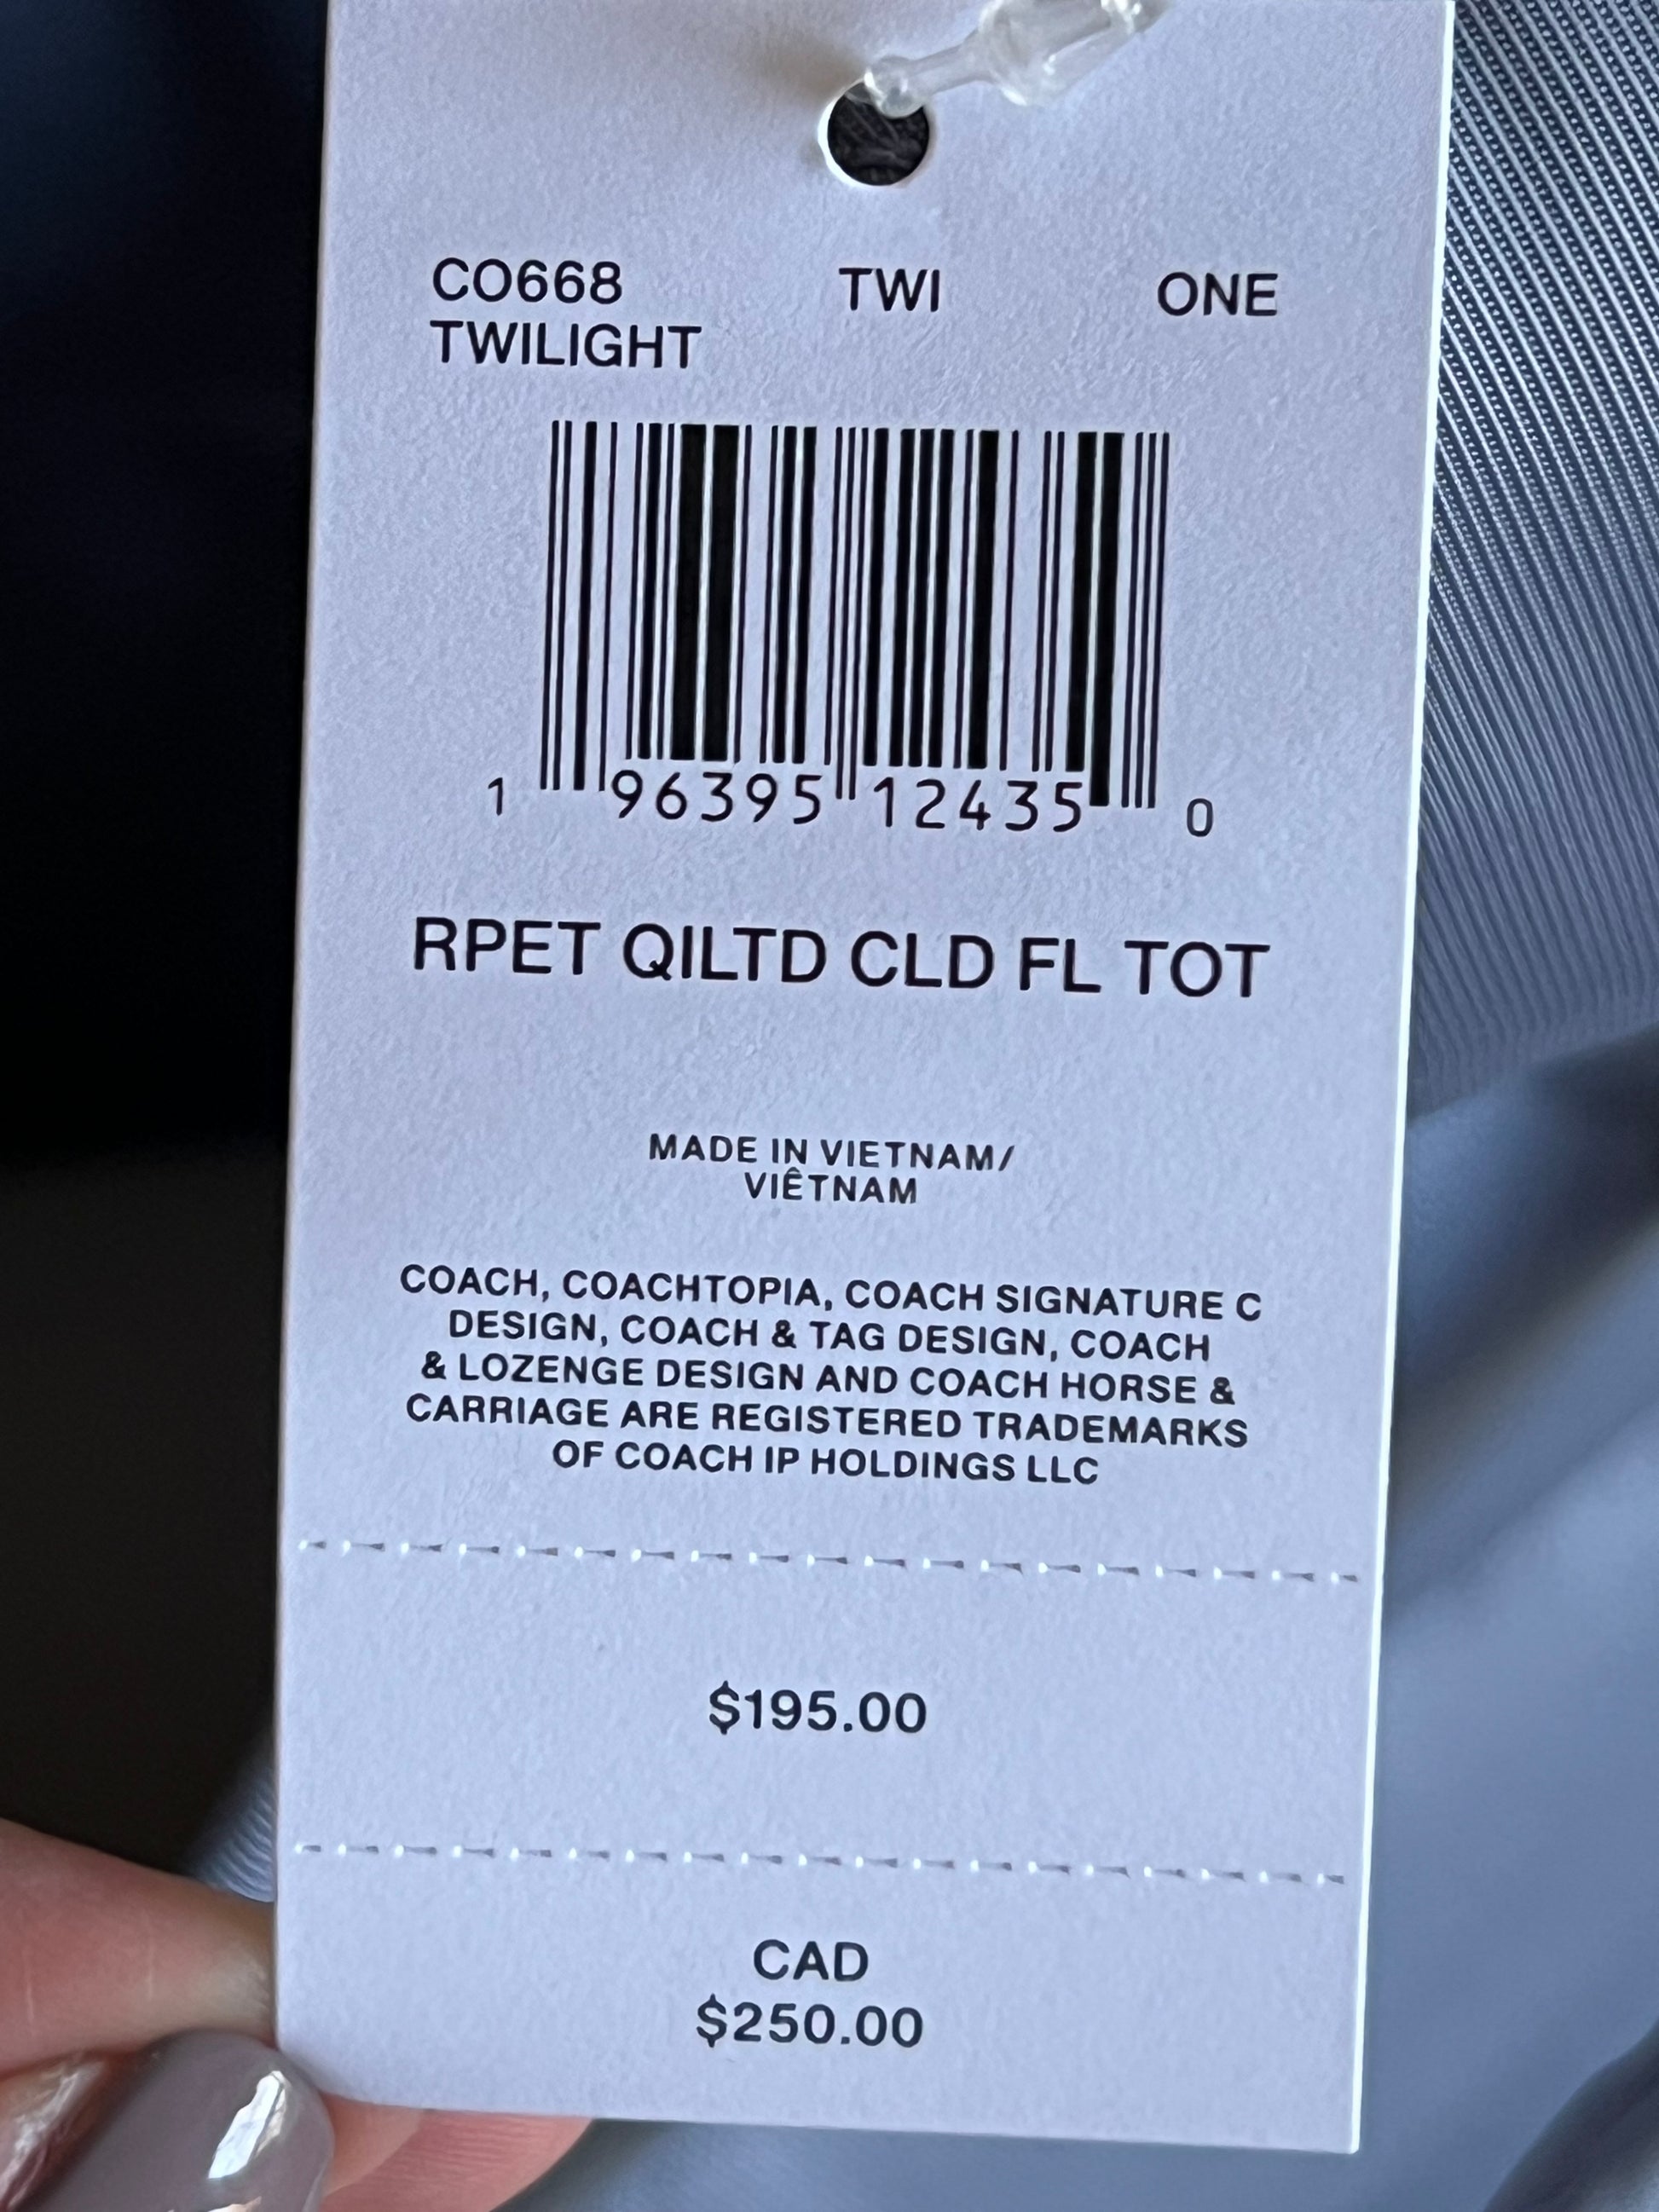 CO668 TWI ONE
TWILIGHT
1 96395 12435 0
RPET QILTD CLD FL TOT
MADE IN VIETNAM/
VIÊTNAM
COACH, COACHTOPIA, COACH SIGNATURE C
DESIGN, COACH & TAG DESIGN, COACH
& LOZENGE DESIGN AND COACH HORSE &
CARRIAGE ARE REGISTERED TRADEMARKS
OF COACH IP HOLDINGS LLC
$195.00
CAD
$250.00